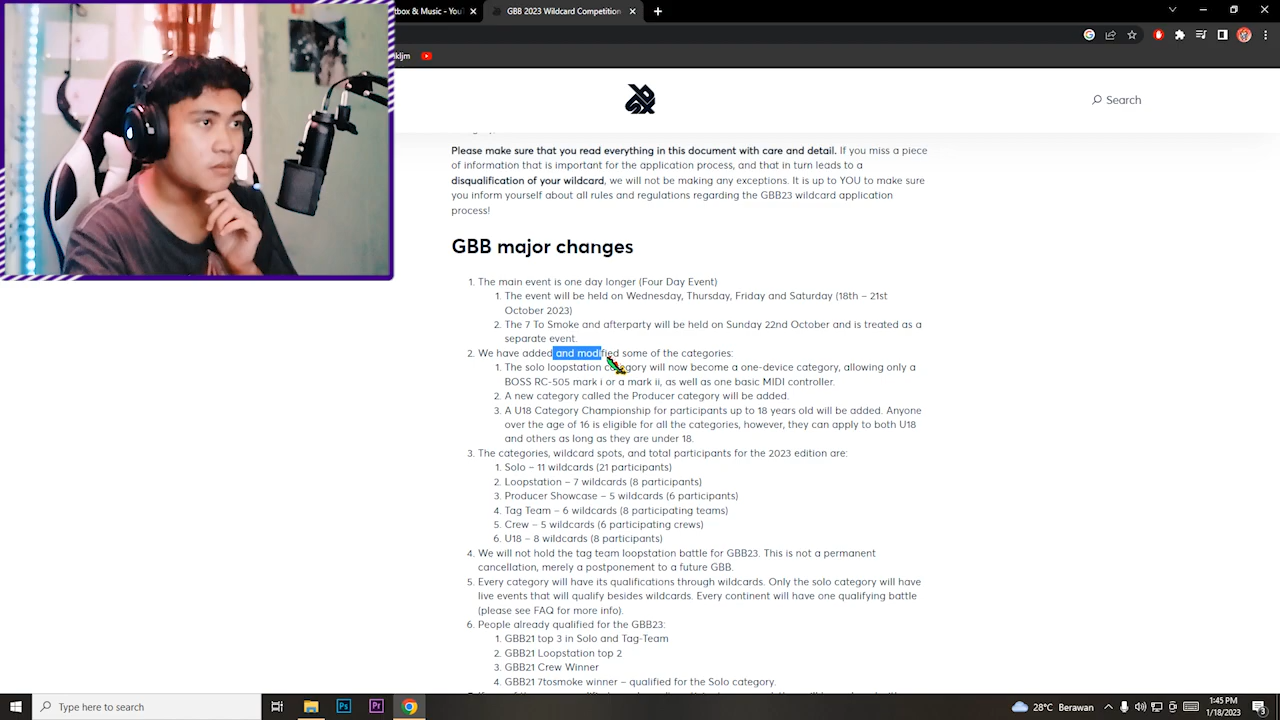 tbox & Music - You
GBB 2023 Wildcard Competition
ikljm
Search
Please make sure that you read everything in this document with care and detail. If you miss a piece
of information that is important for the application process, and that in turn leads to a
disqualification of your wildcard, we will not be making any exceptions. It is up to YOU to make sure
you inform yourself about all rules and regulations regarding the GBB23 wildcard application
process!
GBB major changes
1. The main event is one day longer (Four Day Event)
1. The event will be held on Wednesday, Thursday, Friday and Saturday (18th – 21st
October 2023)
2. The 7 To Smoke and afterparty will be held on Sunday 22nd October and is treated as a
separate event.
2. We have added and modified some of the categories:
1. The solo loopstation category will now become a one-device category, allowing only a
BOSS RC-505 mark i or a mark ii, as well as one basic MIDI controller.
2. A new category called the Producer category will be added.
3. A U18 Category Championship for participants up to 18 years old will be added. Anyone
over the age of 16 is eligible for all the categories, however, they can apply to both U18
and others as long as they are under 18.
3. The categories, wildcard spots, and total participants for the 2023 edition are:
1. Solo – 11 wildcards (21 participants)
2. Loopstation – 7 wildcards (8 participants)
3. Producer Showcase – 5 wildcards (6 participants)
4. Tag Team – 6 wildcards (8 participating teams)
5. Crew – 5 wildcards (6 participating crews)
6. U18 – 8 wildcards (8 participants)
4. We will not hold the tag team loopstation battle for GBB23. This is not a permanent
cancellation, merely a postponement to a future GBB.
5. Every category will have its qualifications through wildcards. Only the solo category will have
live events that will qualify besides wildcards. Every continent will have one qualifying battle
(please see FAQ for more info).
6. People already qualified for the GBB23:
1. GBB21 top 3 in Solo and Tag-Team
2. GBB21 Loopstation top 2
3. GBB21 Crew Winner
4. GBB21 7tosmoke winner – qualified for the Solo category.
Type here to search
Ps
Pr
28°C Berawan
1:45 PM
1/18/2023